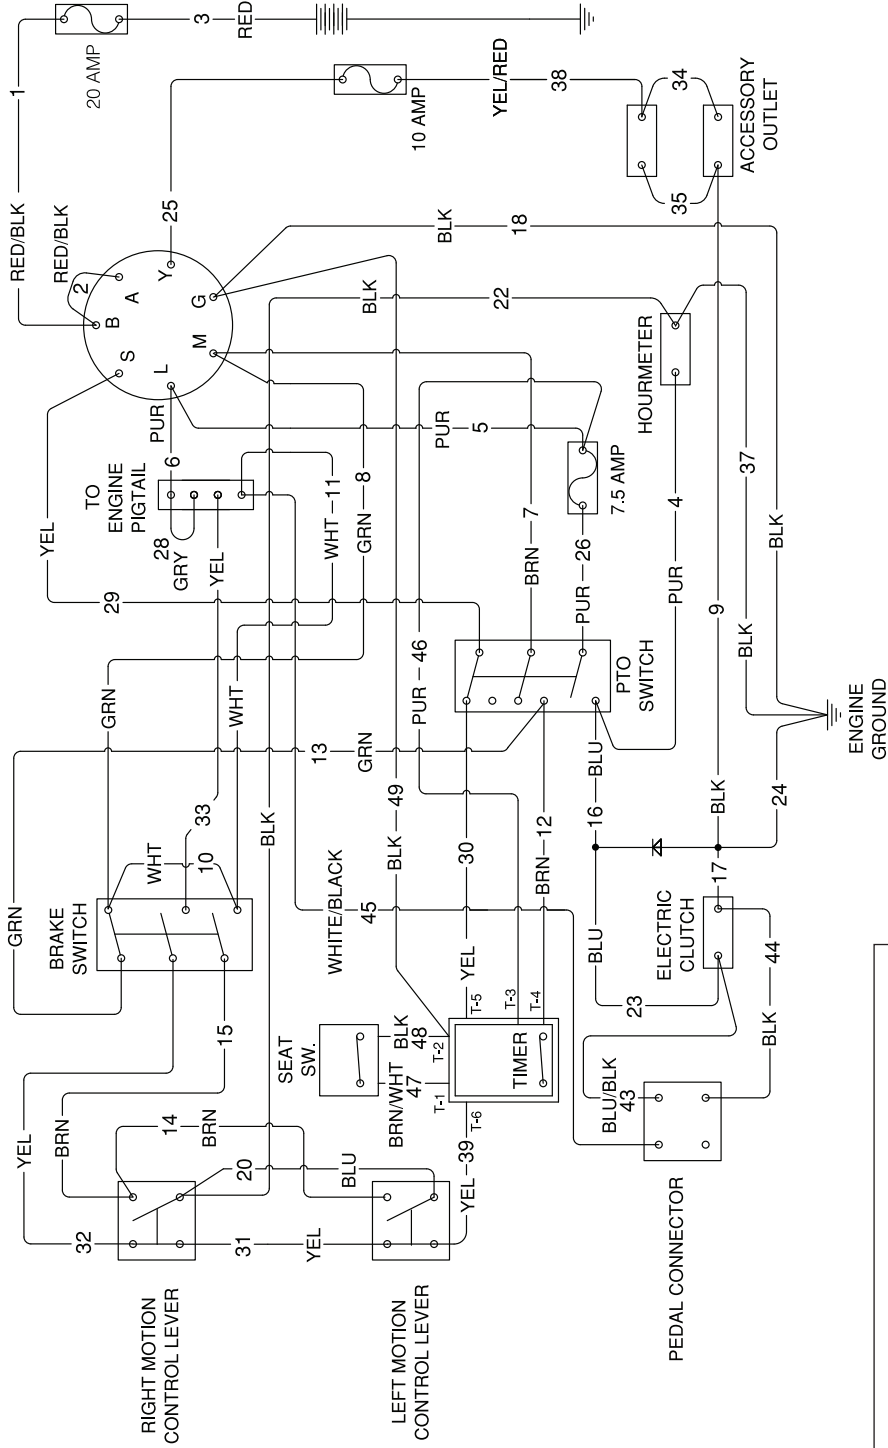 3
RED
20 AMP
1
RED/BLK
RED/BLK
2
YEL/RED
38
10 AMP
34
35
ACCESSORY
OUTLET
25
BLK
18
BLK
22
B
A
Y
S
G
L
M
HOURMETER
PUR
6
PUR
5
7.5 AMP
TO
ENGINE
PIGTAIL
28
GRY
YEL
YEL
29
WHT
11
GRN
8
BRN
7
PUR
26
PUR
4
37
BLK
BLK
9
BLK
24
ENGINE
GROUND
PTO
SWITCH
PUR
46
GRN
WHT
13
GRN
33
BLK
49
BLK
WHT
10
BRAKE
SWITCH
GRN
WHITE/BLACK
45
30
YEL
BRN
12
BLU
16
BLU
23
17
ELECTRIC
CLUTCH
44
BLK
15
SEAT
SW.
BLK
48
BRN/WHT
47
T-5
T-3
T-4
T-2
T-1
T-6
TIMER
BLU/BLK
43
YEL
BRN
14
BRN
20
BLU
YEL
39
32
31
YEL
RIGHT MOTION
CONTROL LEVER
LEFT MOTION
CONTROL LEVER
PEDAL CONNECTOR